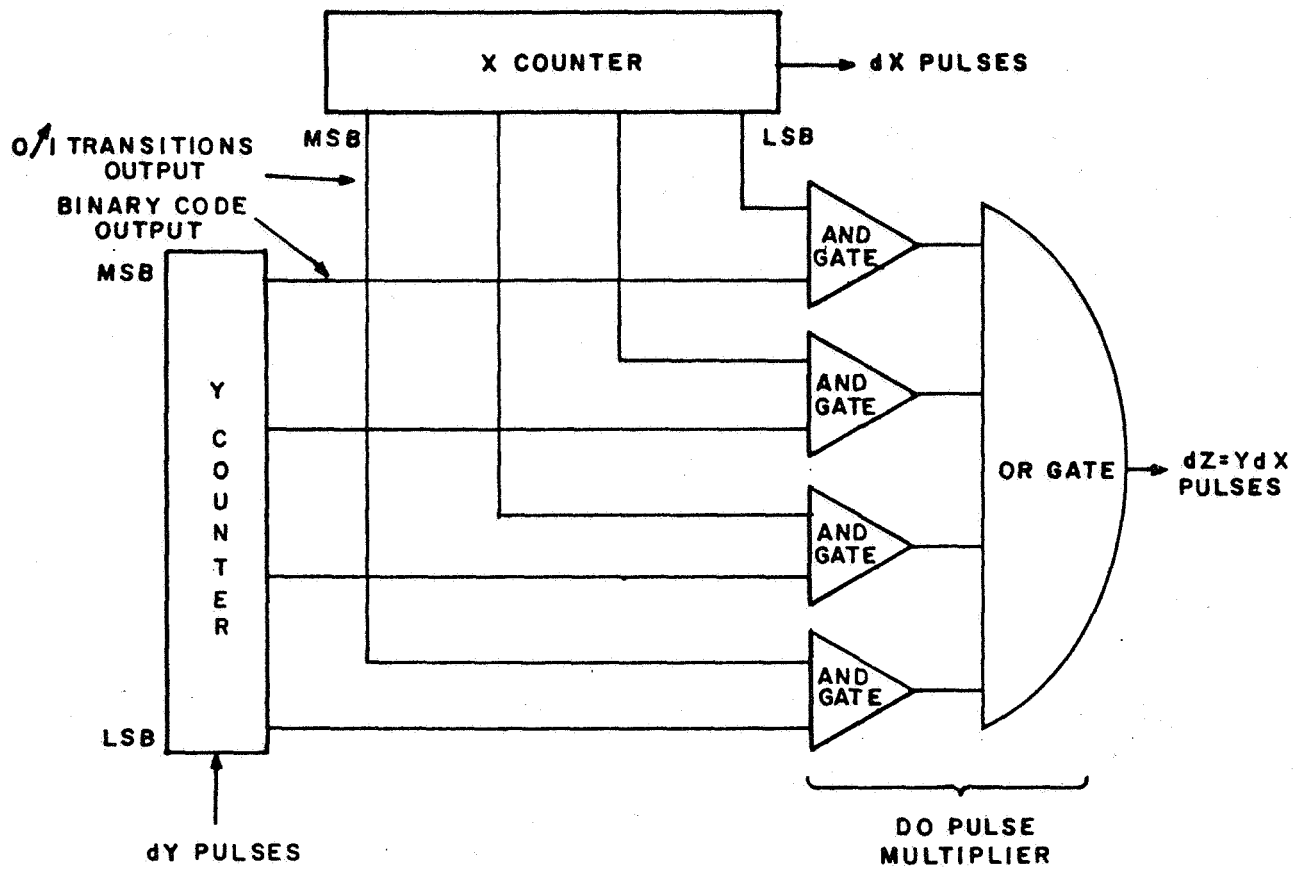 X COUNTER
dX PULSES
MSB
LSB
0/1 TRANSITIONS
OUTPUT
BINARY CODE
OUTPUT
MSB
AND
GATE
Y
C
O
U
N
T
E
R
AND
GATE
OR GATE
dZ=YdX
PULSES
AND
GATE
AND
GATE
LSB
dY PULSES
DO PULSE
MULTIPLIER